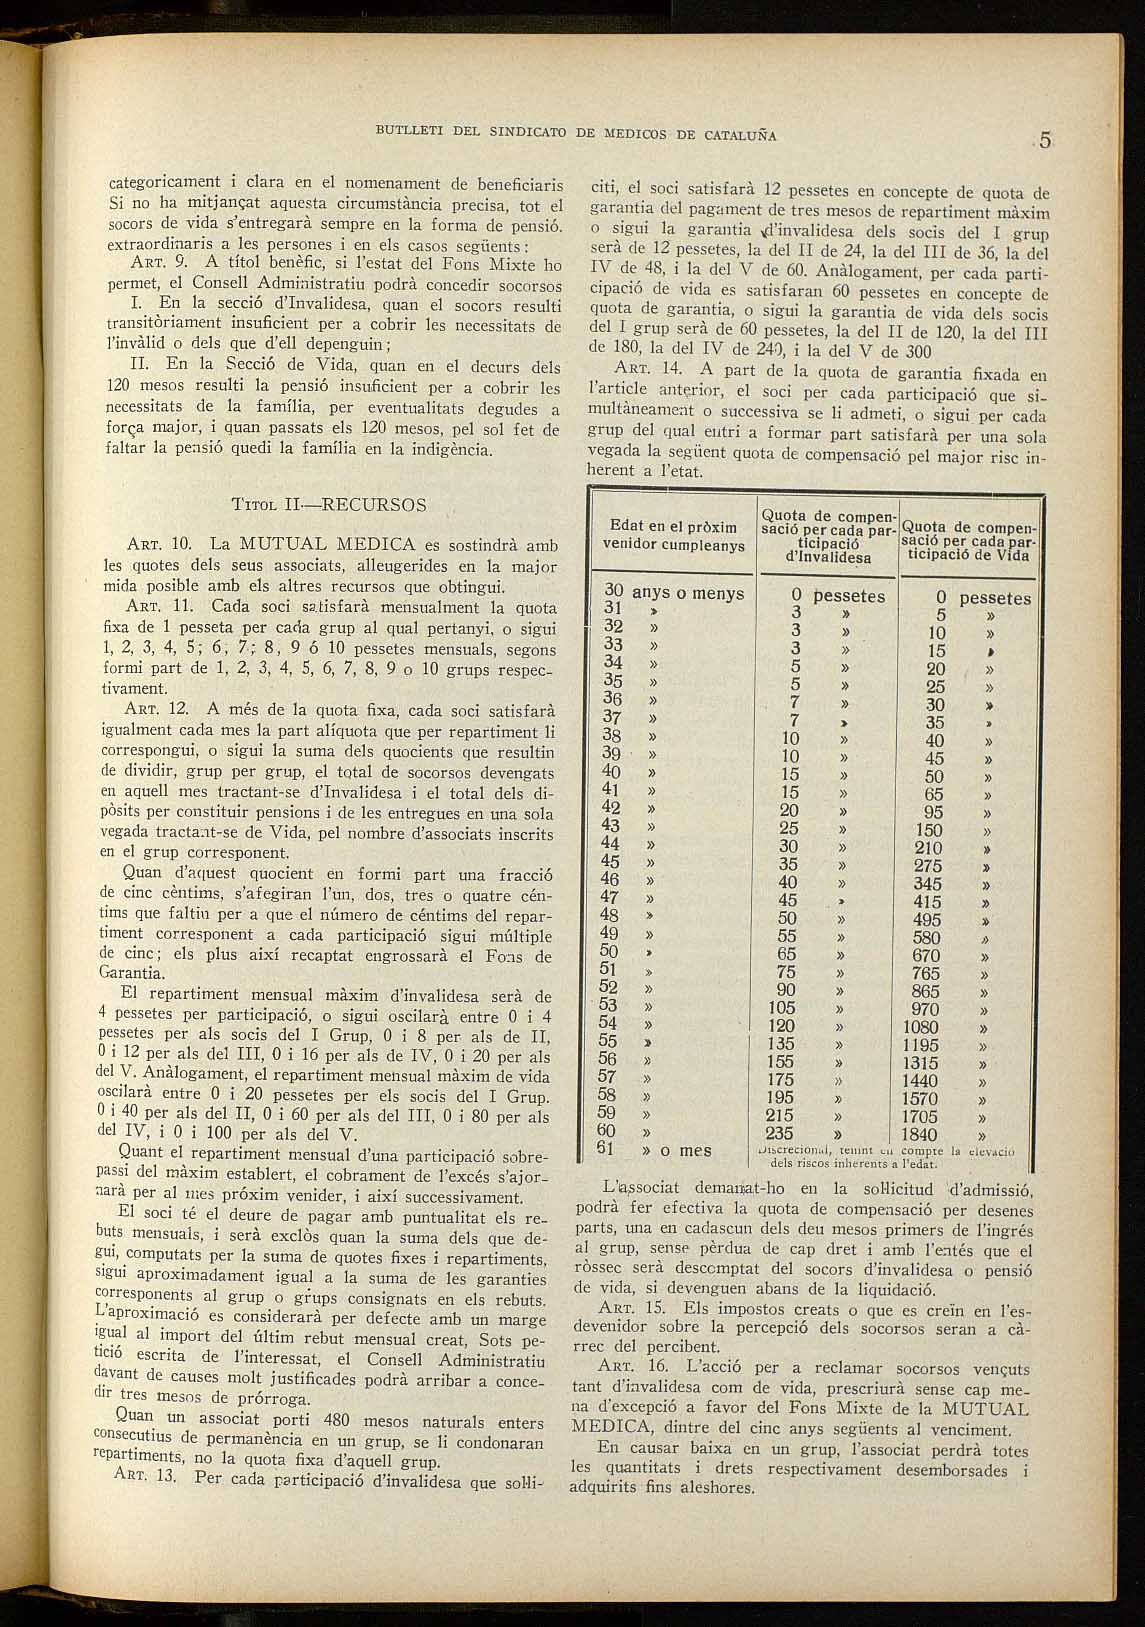 BUTLLETI DEL SINDICATO DE MEDICOS DE CATALUÑA
5
categoricament i clara en el nomenament de beneficiaris
Si no ha mitjançat aquesta circumstància precisa, tot el
socors de vida s'entregarà sempre en la forma de pensió.
extraordinaris a les persones i en els casos següents:
ART. 9. A títol benèfic, si l'estat del Fons Mixte ho
permet, el Consell Administratiu podrà concedir socorsos
I. En la secció d'Invalidesa, quan el socors resulti
transitòriament insuficient per a cobrir les necessitats de
l'invàlid o dels que d'ell depenguin;
II. En la Secció de Vida, quan en el decurs dels
120 mesos resulti la pensió insuficient per a cobrir les
necessitats de la família, per eventualitats degudes a
força major, i quan passats els 120 mesos, pel sol fet de
faltar la pensió quedi la família en la indigència.
TITOL II.—RECURSOS
ART. 10. La MUTUAL MEDICA es sostindrà amb
les quotes dels seus associats, alleugerides en la major
mida posible amb els altres recursos que obtingui.
ART. 11. Cada soci satisfarà mensualment la quota
fixa de 1 pesseta per cada grup al qual pertanyi, o sigui
1, 2, 3, 4, 5; 6, 7; 8, 9 ó 10 pessetes mensuals, segons
formi part de 1, 2, 3, 4, 5, 6, 7, 8, 9 o 10 grups respec-
tivament.
ART. 12. A més de la quota fixa, cada soci satisfarà
igualment cada mes la part alíquota que per repartiment li
correspongui, o sigui la suma dels quocients que resultin
de dividir, grup per grup, el total de socorsos devengats
en aquell mes tractant-se d'Invalidesa i el total dels di-
pòsits per constituir pensions i de les entregues en una sola
vegada tractant-se de Vida, pel nombre d'associats inscrits
en el grup corresponent.
Quan d'aquest quocient en formi part una fracció
de cinc cèntims, s'afegiran l'un, dos, tres o quatre cén-
tims que faltin per a que el número de céntims del repar-
timent corresponent a cada participació sigui múltiple
de cinc; els plus així recaptat engrossarà el Fons de
Garantia.
El repartiment mensual màxim d'invalidesa serà de
4 pessetes per participació, o sigui oscilarà entre 0 i 4
pessetes per als socis del I Grup, 0 i 8 per als de II,
0 i 12 per als del III, 0 i 16 per als de IV, 0 i 20 per als
del V. Anàlogament, el repartiment mensual màxim de vida
oscilarà entre 0 i 20 pessetes per els socis del I Grup.
0 i 40 per als del II, 0 i 60 per als del III, 0 i 80 per als
del IV, i 0 i 100 per als del V.
Quant el repartiment mensual d'una participació sobre-
passi del màxim establert, el cobrament de l'excés s'ajor-
narà per al mes próxim venider, i així successivament.
El soci té el deure de pagar amb puntualitat els re-
buts mensuals, i serà exclòs quan la suma dels que de-
gui, computats per la suma de quotes fixes i repartiments,
sigui aproximadament igual a la suma de les garanties
corresponents al grup o grups consignats en els rebuts.
L'aproximació es considerarà per defecte amb un marge
igual al import del últim rebut mensual creat, Sots pe-
tició escrita de l'interessat, el Consell Administratiu
davant de causes molt justificades podrà arribar a conce-
dir tres mesos de prórroga.
Quan un associat porti 480 mesos naturals enters
consecutius de permanència en un grup, se li condonaran
repartiments, no la quota fixa d'aquell grup.
ART. 13. Per cada participació d'invalidesa que sol·li-
citi, el soci satisfarà 12 pessetes en concepte de quota de
garantia del pagament de tres mesos de repartiment màxim
o sigui la garantia d'invalidesa dels socis del I grup
serà de 12 pessetes, la del II de 24, la del III de 36, la del
IV de 48, i la del V de 60. Anàlogament, per cada parti-
cipació de vida es satisfaran 60 pessetes en concepte de
quota de garantia, o sigui la garantia de vida dels socis
del I grup serà de 60 pessetes, la del II de 120, la del III
de 180, la del IV de 240, i la del V de 300
ART. 14. A part de la quota de garantia fixada en
l'article anterior, el soci per cada participació que si-
multàneament o successiva se li admeti, o sigui per cada
grup del qual entri a formar part satisfarà per una sola
vegada la següent quota de compensació pel major risc in-
herent a l'etat.
Edat en el pròxim
venidor cumpleanys
Quota de compen-
sació per cada par-
ticipació
d'Invalidesa
Quota de compen-
sació per cada par-
ticipació de Vida
30 anys o menys 0 pessetes 0 pessetes
31 » 3 » 5 »
32 » 3 » 10 »
33 » 3 » 15 »
34 » 5 » 20 »
35 » 5 » 25 »
36 » 7 » 30 »
37 » 7 » 35 »
38 » 10 » 40 »
39 » 10 » 45 »
40 » 15 » 50 »
41 » 15 » 65 »
42 » 20 » 95 »
43 » 25 » 150 »
44 » 30 » 210 »
45 » 35 » 275 »
46 » 40 » 345 »
47 » 45 » 415 »
48 » 50 » 495 »
49 » 55 » 580 »
50 » 65 » 670 »
51 » 75 » 765 »
52 » 90 » 865 »
53 » 105 » 970 »
54 » 120 » 1080 »
55 » 135 » 1195 »
56 » 155 » 1315 »
57 » 175 » 1440 »
58 » 195 » 1570 »
59 » 215 » 1705 »
60 » 235 » 1840 »
61 » o mes Discrecional, tenint en compte la elevació
dels riscos inherents a l'edat.
L'associat demanat-ho en la sol·licitud d'admissió,
podrà fer efectiva la quota de compensació per desenes
parts, una en cadascun dels deu mesos primers de l'ingrés
al grup, sense pèrdua de cap dret i amb l'entés que el
ròssec serà descomptat del socors d'invalidesa o pensió
de vida, si devenguen abans de la liquidació.
ART. 15. Els impostos creats o que es creïn en l'es-
devenidor sobre la percepció dels socorsos seran a cà-
rrec del percibent.
ART. 16. L'acció per a reclamar socorsos vençuts
tant d'invalidesa com de vida, prescriurà sense cap me-
na d'excepció a favor del Fons Mixte de la MUTUAL
MEDICA, dintre del cinc anys següents al venciment.
En causar baixa en un grup, l'associat perdrà totes
les quantitats i drets respectivament desemborsades i
adquirits fins aleshores.